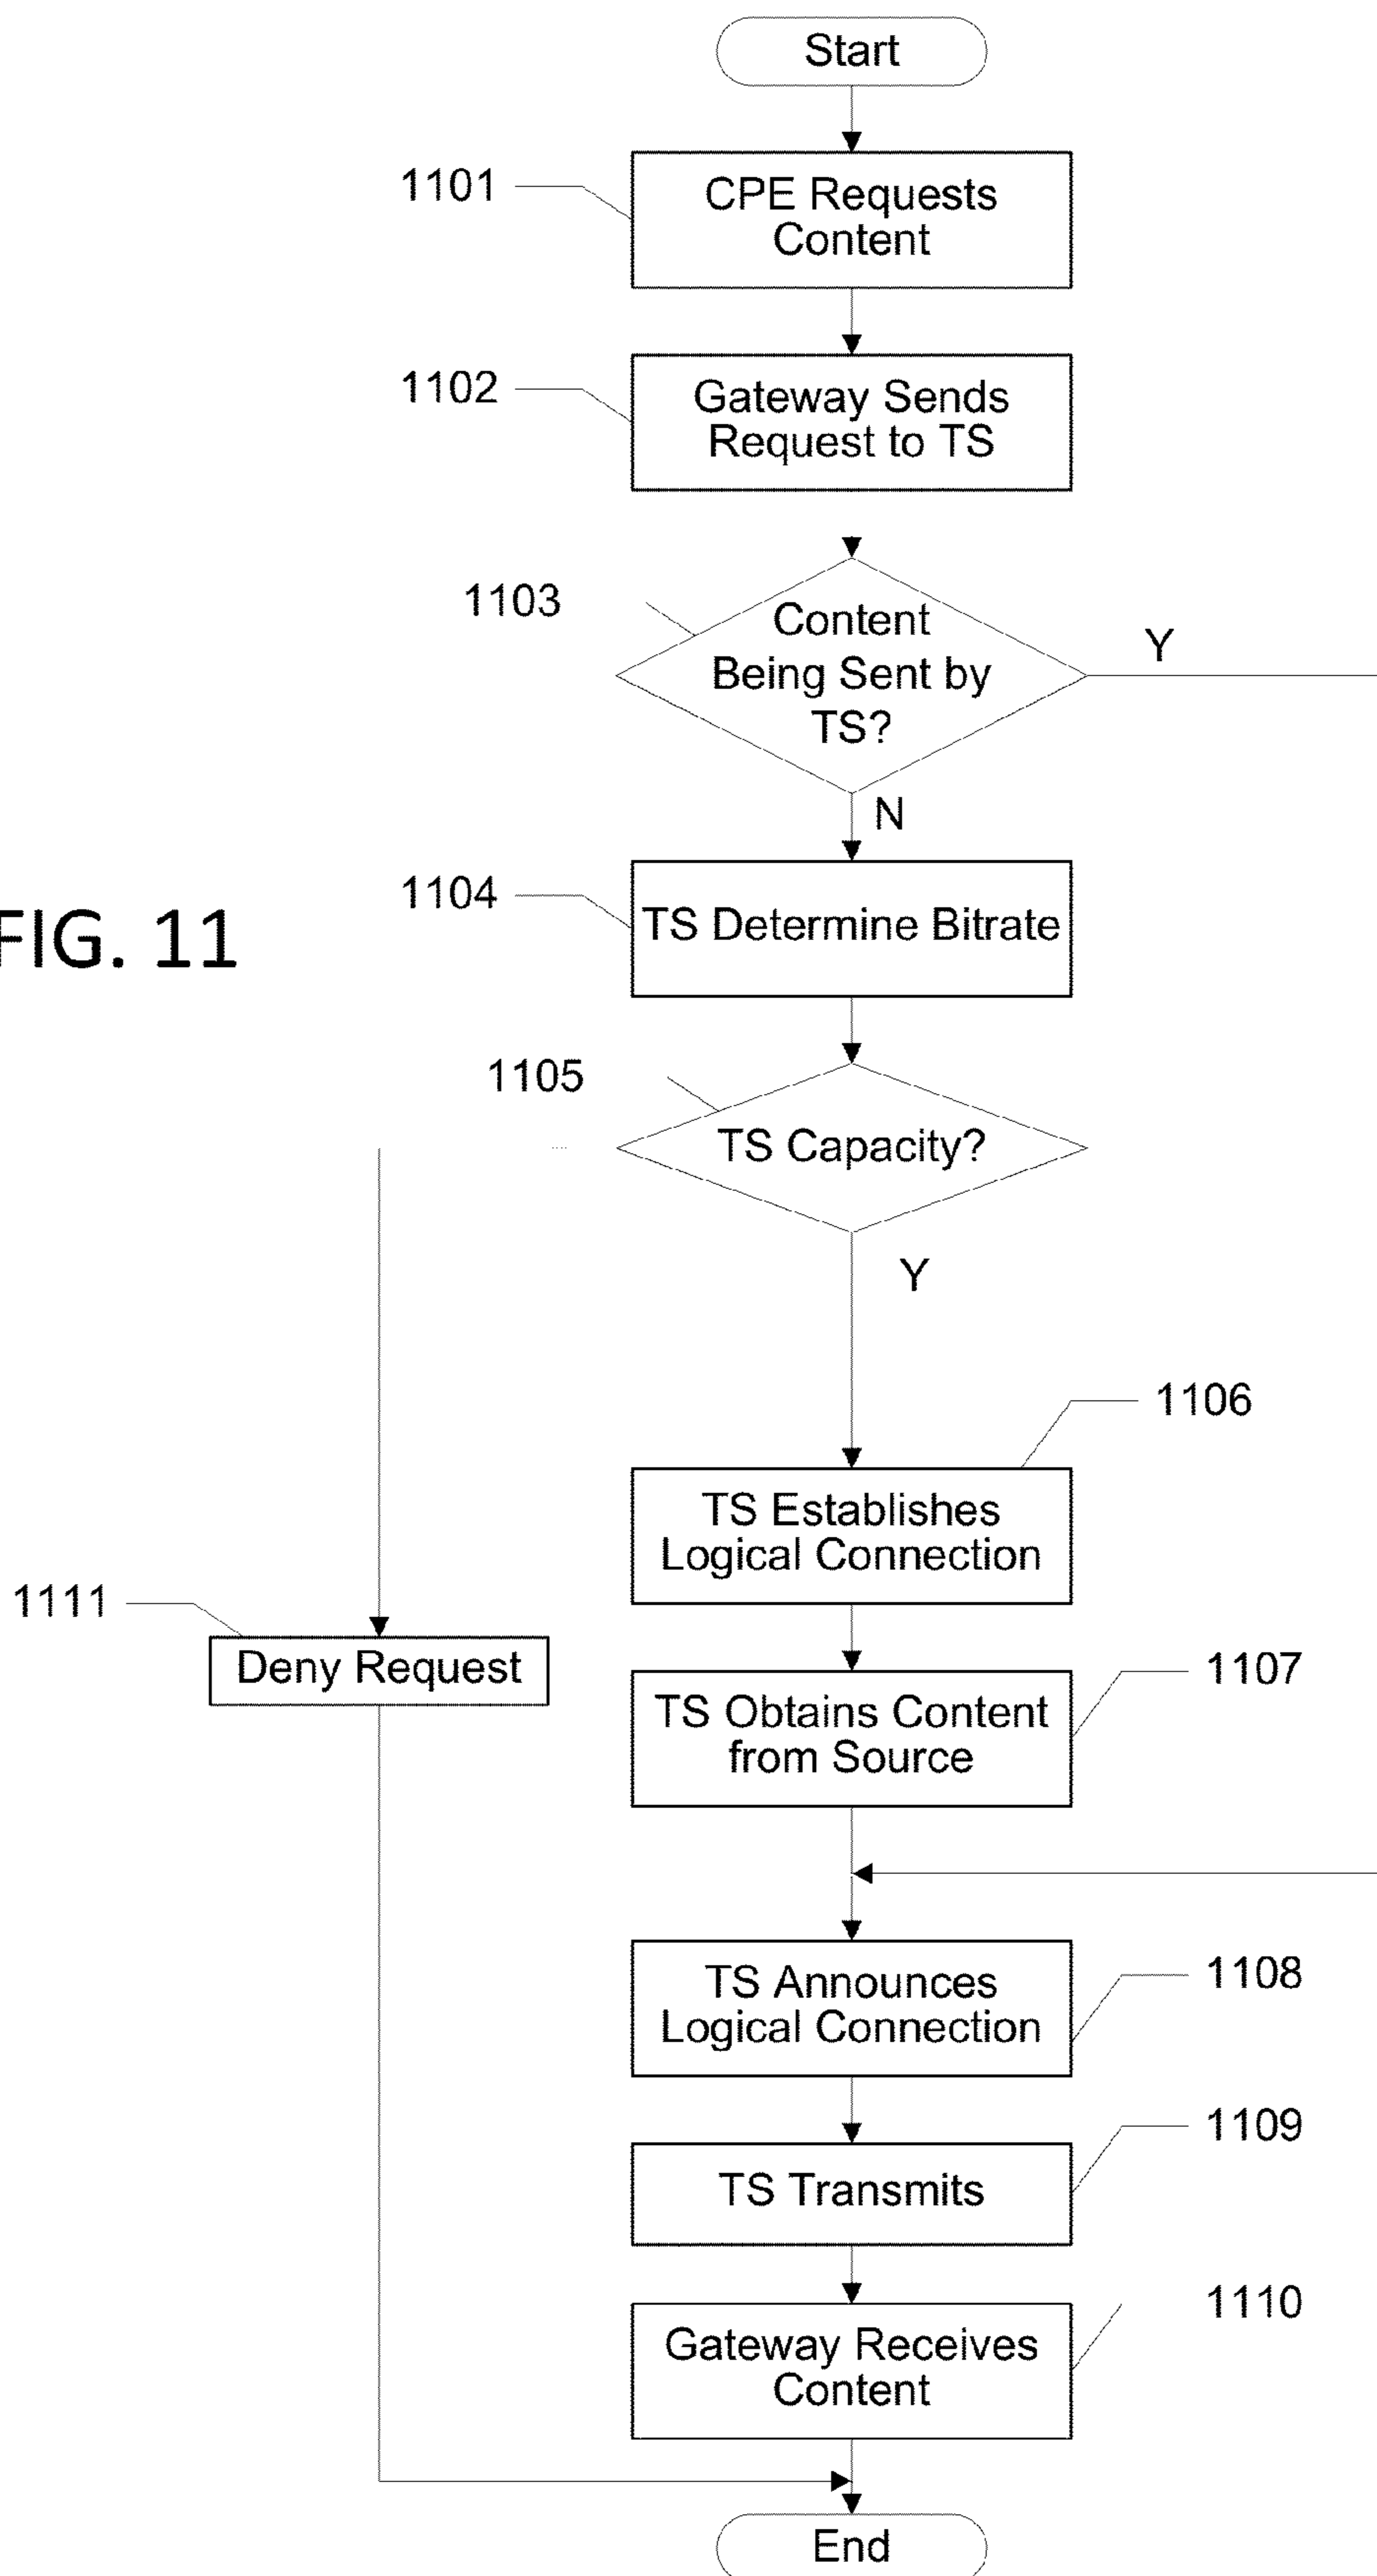 Start
1101
CPE Requests
Content
1102
Gateway Sends
Request to TS
1103
Content
Being Sent by
TS?
Y
N
1104
TS Determine Bitrate
FIG. 11
1105
TS Capacity?
Y
1106
TS Establishes
Logical Connection
1111
Deny Request
1107
TS Obtains Content
from Source
1108
TS Announces
Logical Connection
1109
TS Transmits
1110
Gateway Receives
Content
End